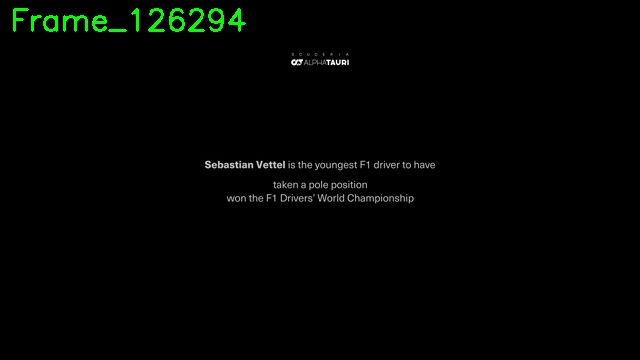 Frame_126294
SCUDERIA
ALPHATAURI
Sebastian Vettel is the youngest F1 driver to have
taken a pole position
won the F1 Drivers' World Championship